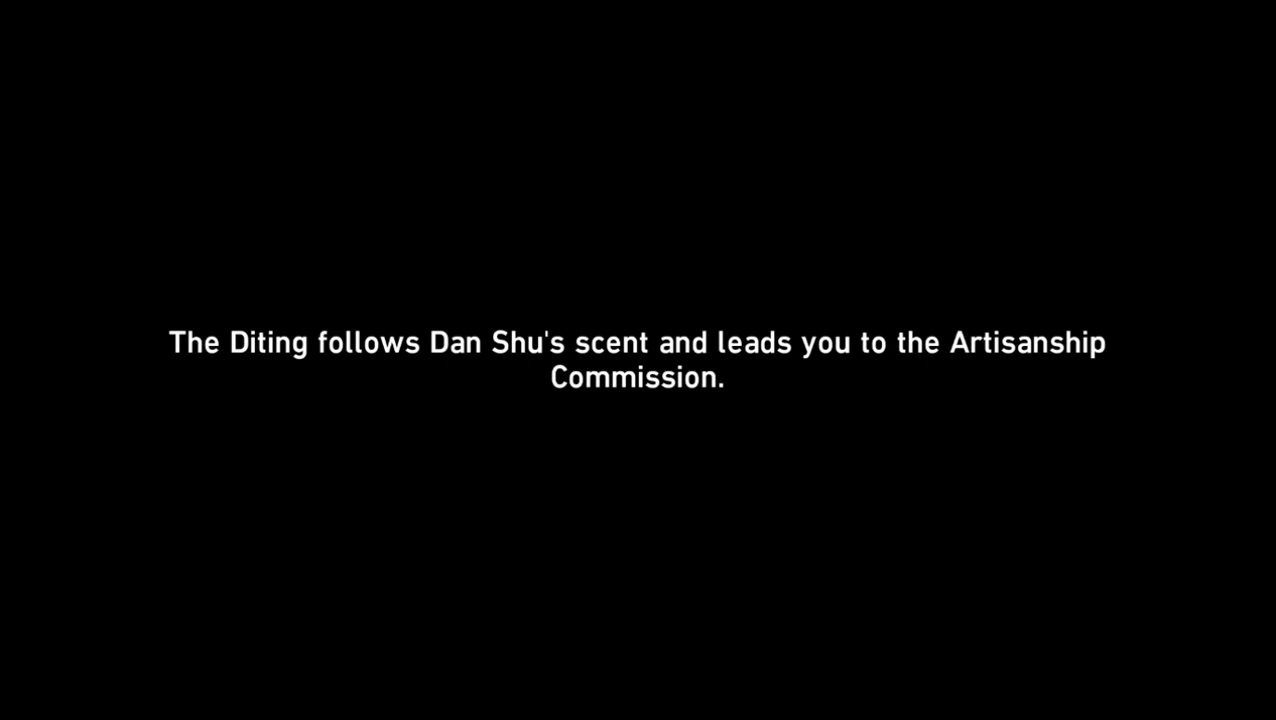 The Diting follows Dan Shu's scent and leads you to the Artisanship
Commission.